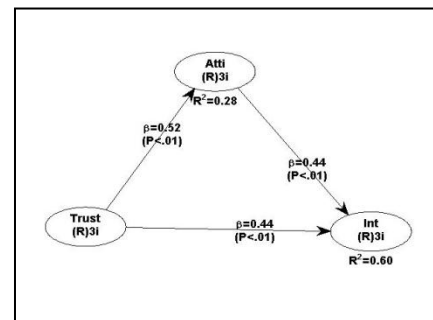 Atti
(R)3i
R²=0.28
β=0.52
(P<.01)
β=0.44
(P<.01)
Trust
(R)3i
β=0.44
(P<.01)
Int
(R)3i
R²=0.60